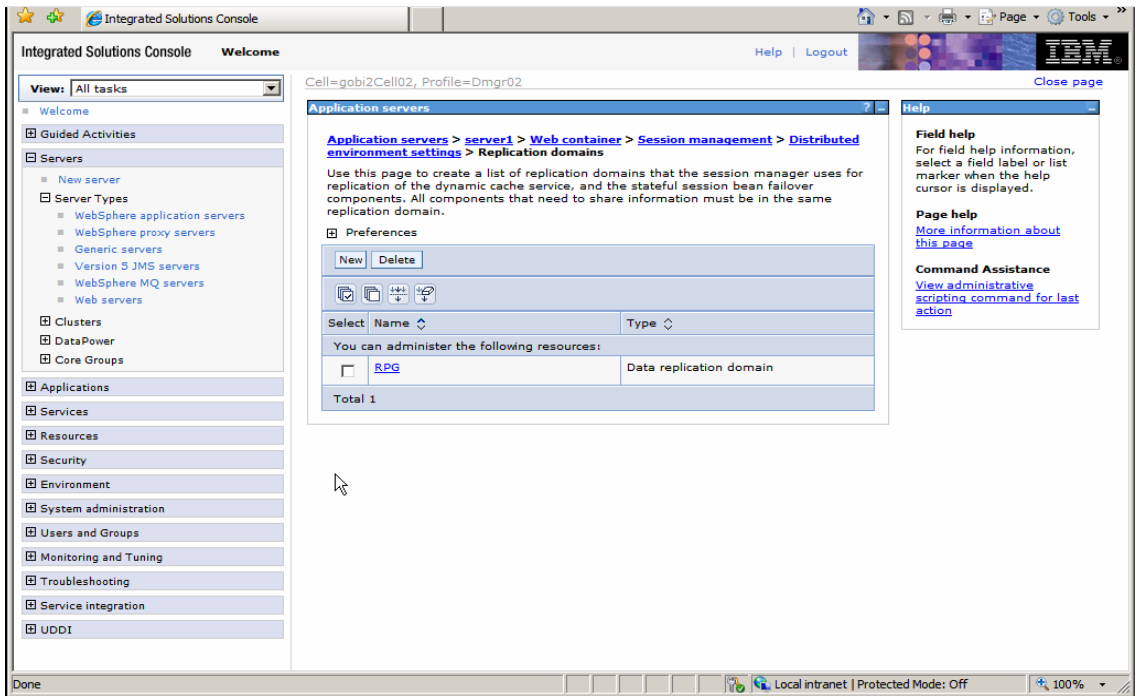 Integrated Solutions Console
Page
Tools
»
Integrated Solutions Console Welcome
Help | Logout
IBM.
View: All tasks
Cell=gobi2Cell02, Profile=Dmgr02
Close page
Welcome
Guided Activities
Servers
New server
Server Types
WebSphere application servers
WebSphere proxy servers
Generic servers
Version 5 JMS servers
WebSphere MQ servers
Web servers
Clusters
DataPower
Core Groups
Applications
Services
Resources
Security
Environment
System administration
Users and Groups
Monitoring and Tuning
Troubleshooting
Service integration
UDDI
Application servers ? –
Application servers > server1 > Web container > Session management > Distributed
environment settings > Replication domains
Use this page to create a list of replication domains that the session manager uses for
replication of the dynamic cache service, and the stateful session bean failover
components. All components that need to share information must be in the same
replication domain.
Preferences
New Delete
Select Name Type
You can administer the following resources:
RPG Data replication domain
Total 1
Help –
Field help
For field help information,
select a field label or list
marker when the help
cursor is displayed.
Page help
More information about
this page
Command Assistance
View administrative
scripting command for last
action
Done
Local intranet | Protected Mode: Off
100%